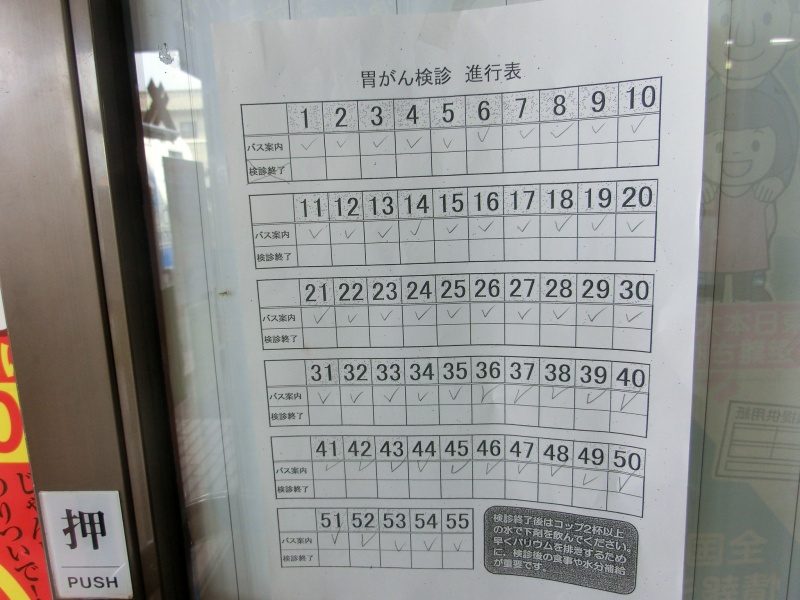 胃がん検診 進行表
1 2 3 4 5 6 7 8 9 10
バス案内
検診終了
11 12 13 14 15 16 17 18 19 20
バス案内
検診終了
21 22 23 24 25 26 27 28 29 30
バス案内
検診終了
31 32 33 34 35 36 37 38 39 40
バス案内
検診終了
41 42 43 44 45 46 47 48 49 50
バス案内
検診終了
51 52 53 54 55
バス案内
検診終了
検診終了後はコップ2杯以上
の水で下剤を飲んでください。
早くバリウムを排泄するため
に、検診後の食事や水分補給
が重要です。
押
PUSH